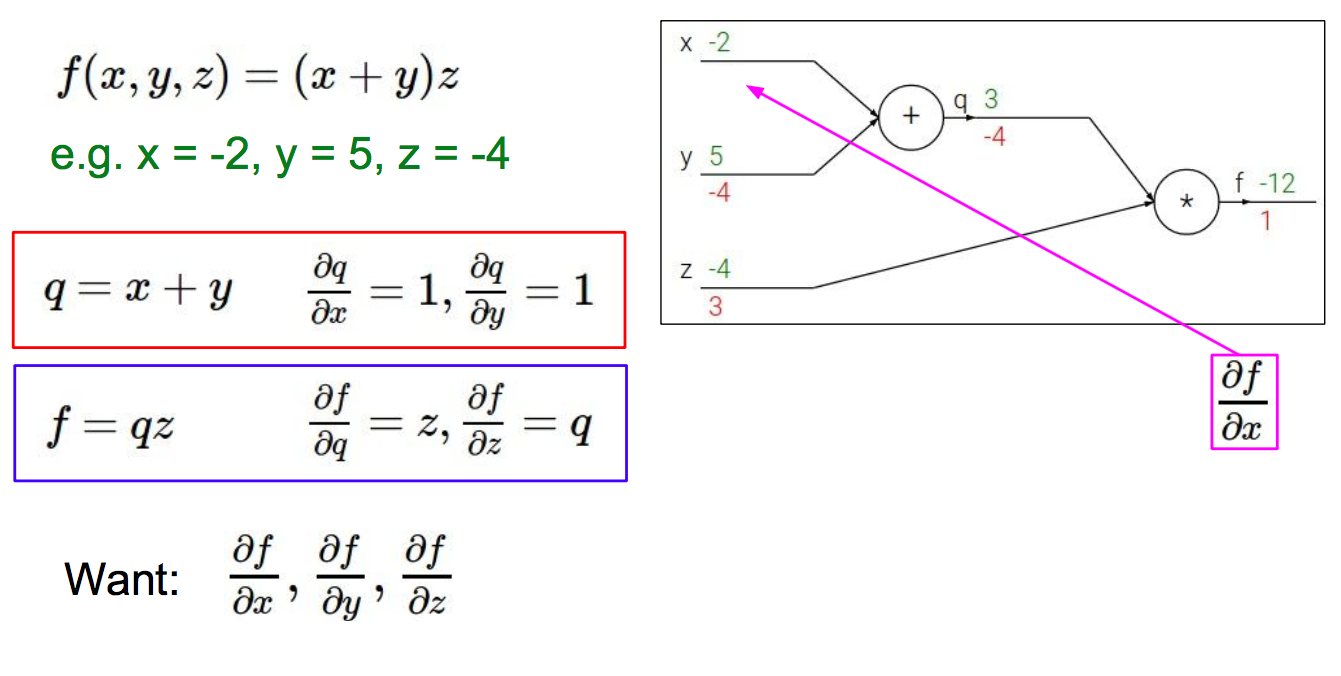 f(x, y, z) = (x + y)z
e.g. x = -2, y = 5, z = -4
q = x + y    ∂q/∂x = 1, ∂q/∂y = 1
f = qz    ∂f/∂q = z, ∂f/∂z = q
Want: ∂f/∂x, ∂f/∂y, ∂f/∂z
x -2
y 5
-4
z -4
3
+
q 3
-4
*
f -12
1
∂f/∂x